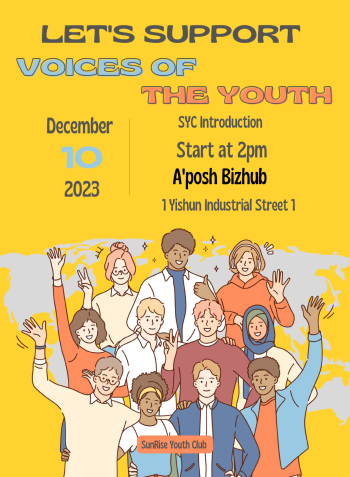 LET'S SUPPORT
VOICES OF
THE YOUTH
December
10
2023
SYC Introduction
Start at 2pm
A'posh Bizhub
1 Yishun Industrial Street 1
SunRise Youth Club